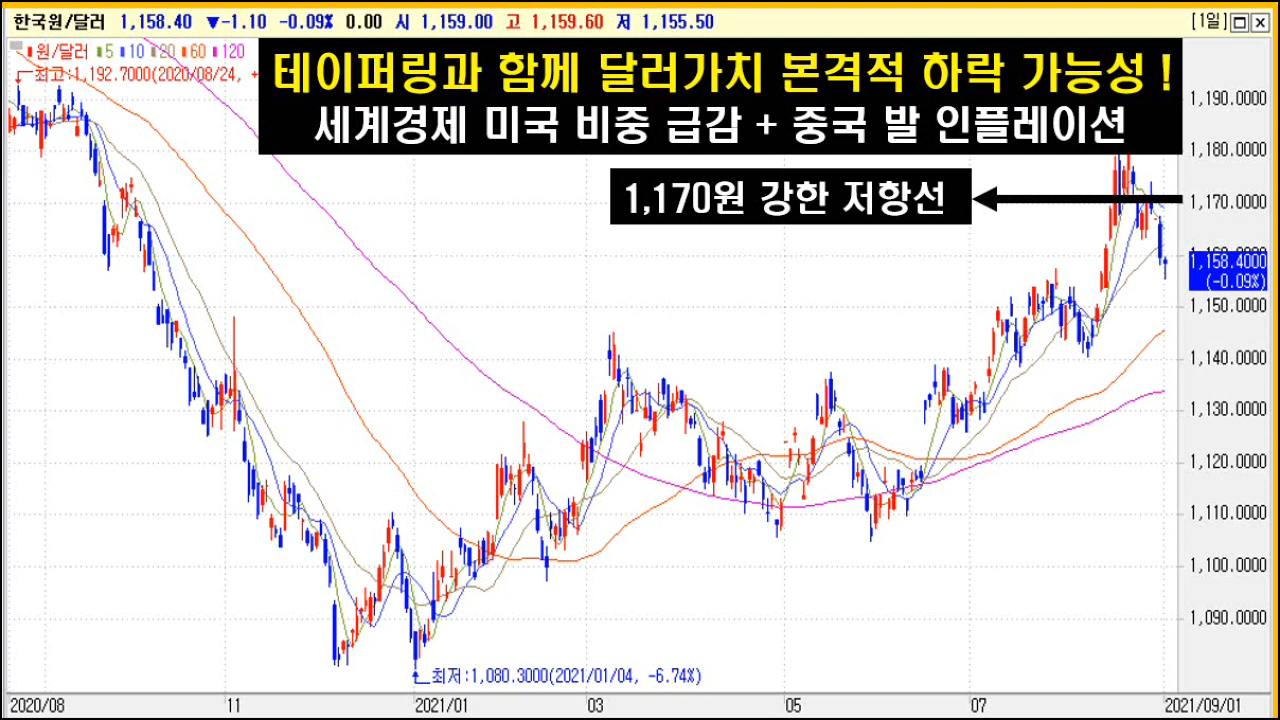 한국원/달러 1,158.40 ▼-1.10 -0.09% 0.00 시 1,159.00 고 1,159.60 저 1,155.50 [1일]
원/달러 5 10 20 60 120
최고:1,192.7000(2020/08/24, +
테이퍼링과 함께 달러가치 본격적 하락 가능성 !
세계경제 미국 비중 급감 + 중국 발 인플레이션
1,170원 강한 저항선
1,190.0000
1,180.0000
1,170.0000
1,160.0000
1,158.4000
(-0.09%)
1,150.0000
1,140.0000
1,130.0000
1,120.0000
1,110.0000
1,100.0000
1,090.0000
최저:1,080.3000(2021/01/04, -6.74%)
2020/08 11 2021/01 03 05 07 2021/09/01